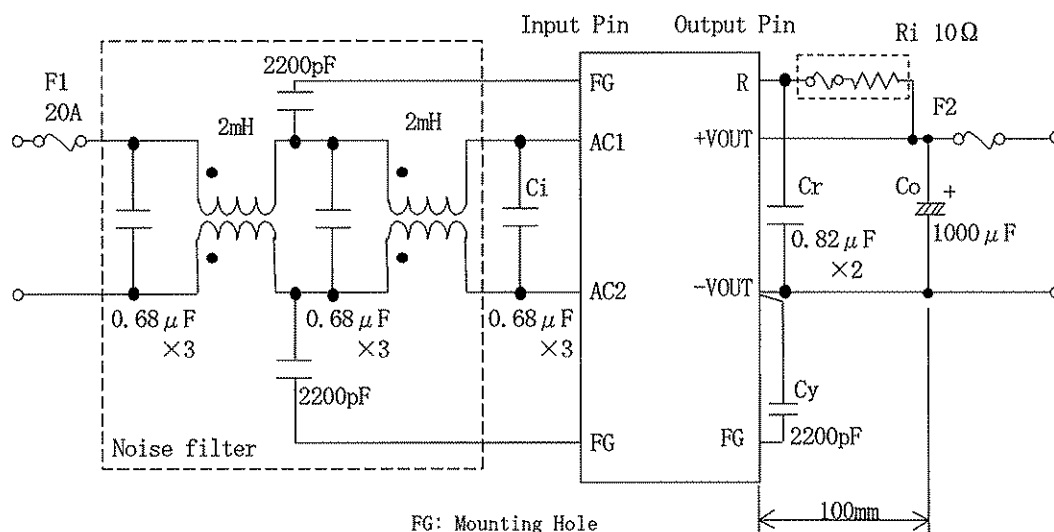 Input Pin
Output Pin
Ri 10Ω
F1
20A
2200pF
2mH
2mH
Ci
FG
AC1
AC2
FG
R
+VOUT
-VOUT
FG
F2
Cr
0.82μF
×2
Co
+
1000μF
0.68μF
×3
0.68μF
×3
0.68μF
×3
2200pF
Cy
2200pF
Noise filter
100mm
FG: Mounting Hole